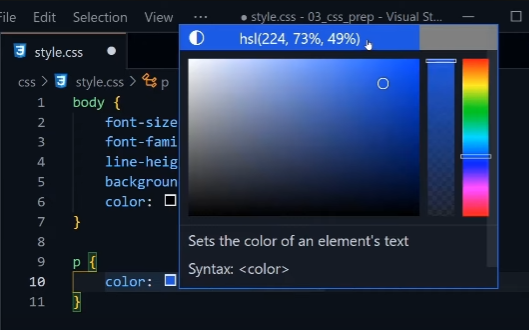 File Edit Selection View ... ● style.css - 03_css_prep - Visual St...
style.css ●
css > style.css > p
hsl(224, 73%, 49%)
1 body {
2 font-size
3 font-fami
4 line-heig
5 backgroun
6 color:
7 }
8
9 p {
10 color:
11 }
Sets the color of an element's text
Syntax: <color>